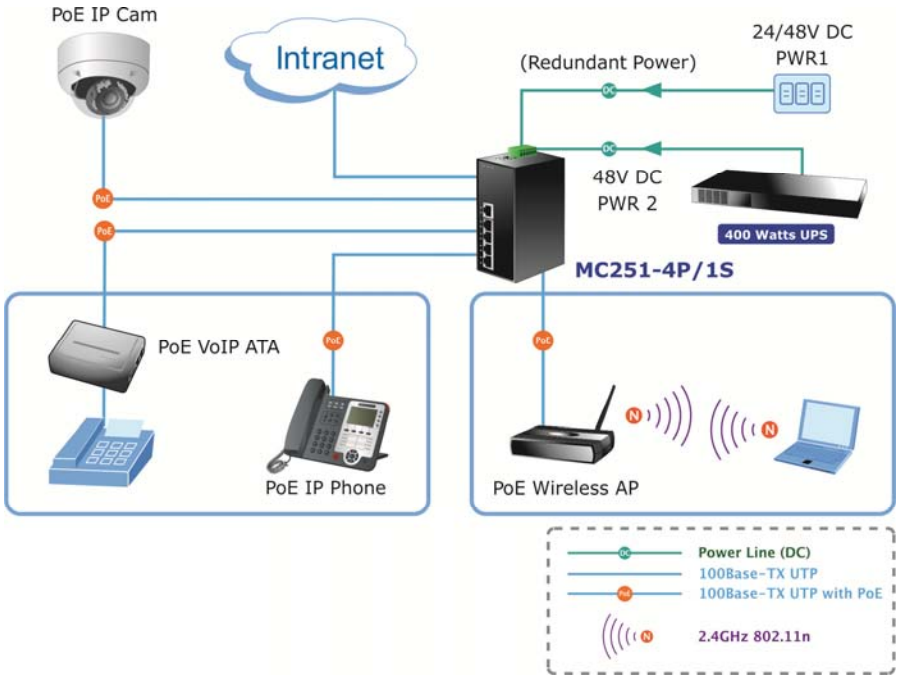 PoE IP Cam
Intranet
24/48V DC
PWR1
(Redundant Power)
DC
DC
48V DC
PWR 2
400 Watts UPS
PoE
PoE
MC251-4P/1S
PoE VoIP ATA
PoE
PoE IP Phone
PoE
N
N
PoE Wireless AP
DC
Power Line (DC)
100Base-TX UTP
PoE
100Base-TX UTP with PoE
N
2.4GHz 802.11n